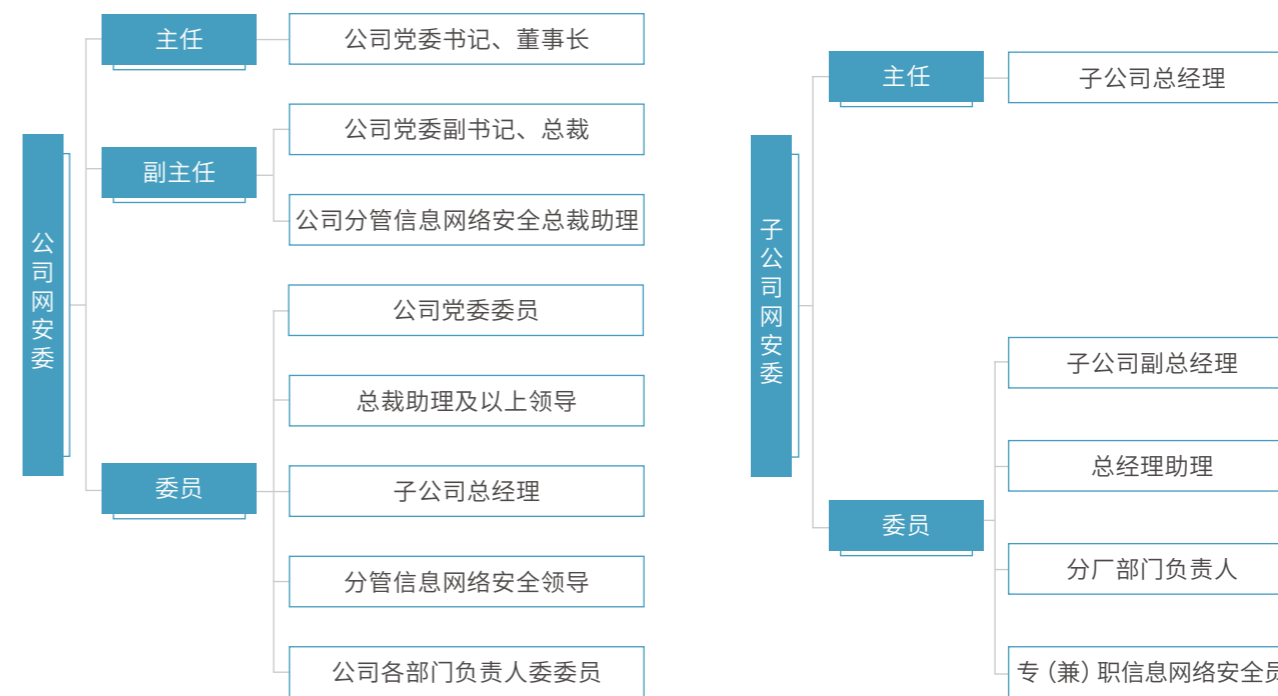 公司网安委
主任
公司党委书记、董事长
副主任
公司党委副书记、总裁
公司分管信息网络安全总裁助理
委员
公司党委委员
总裁助理及以上领导
子公司总经理
分管信息网络安全领导
公司各部门负责人委委员
子公司网安委
主任
子公司总经理
委员
子公司副总经理
总经理助理
分厂部门负责人
专（兼）职信息网络安全员